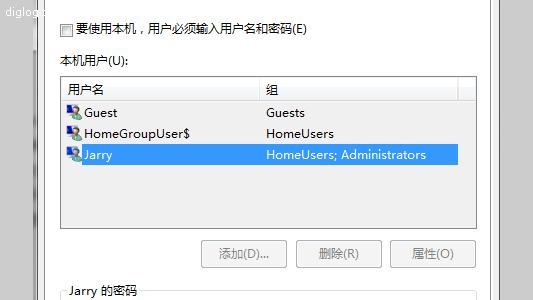 diglog.c
要使用本机，用户必须输入用户名和密码(E)
本机用户(U):
用户名 组
Guest Guests
HomeGroupUser$ HomeUsers
Jarry HomeUsers; Administrators
添加(D)... 删除(R) 属性(O)
Jarry 的密码